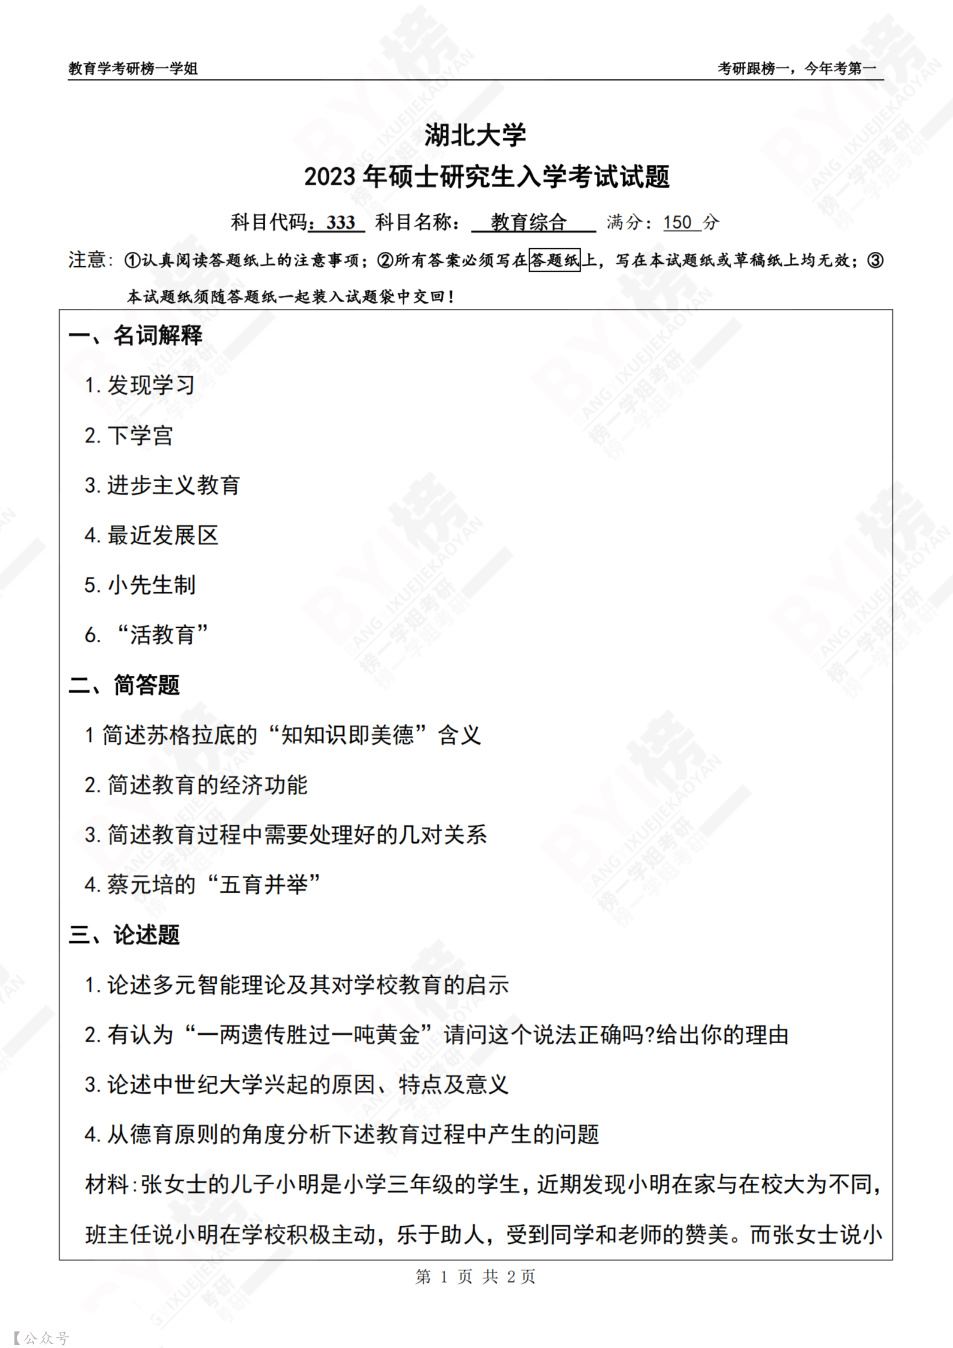 教育学考研榜一学姐 考研跟榜一，今年考第一
湖北大学
2023 年硕士研究生入学考试试题
科目代码：333 科目名称： 教育综合 满分：150 分
注意：①认真阅读答题纸上的注意事项；②所有答案必须写在答题纸上，写在本试题纸或草稿纸上均无效；③
本试题纸须随答题纸一起装入试题袋中交回！
一、名词解释
1.发现学习
2.下学宫
3.进步主义教育
4.最近发展区
5.小先生制
6.“活教育”
二、简答题
1 简述苏格拉底的“知知识即美德”含义
2.简述教育的经济功能
3.简述教育过程中需要处理好的几对关系
4.蔡元培的“五育并举”
三、论述题
1.论述多元智能理论及其对学校教育的启示
2.有认为“一两遗传胜过一吨黄金”请问这个说法正确吗?给出你的理由
3.论述中世纪大学兴起的原因、特点及意义
4.从德育原则的角度分析下述教育过程中产生的问题
材料:张女士的儿子小明是小学三年级的学生，近期发现小明在家与在校大为不同，
班主任说小明在学校积极主动，乐于助人，受到同学和老师的赞美。而张女士说小
第 1 页 共 2 页
【公众号